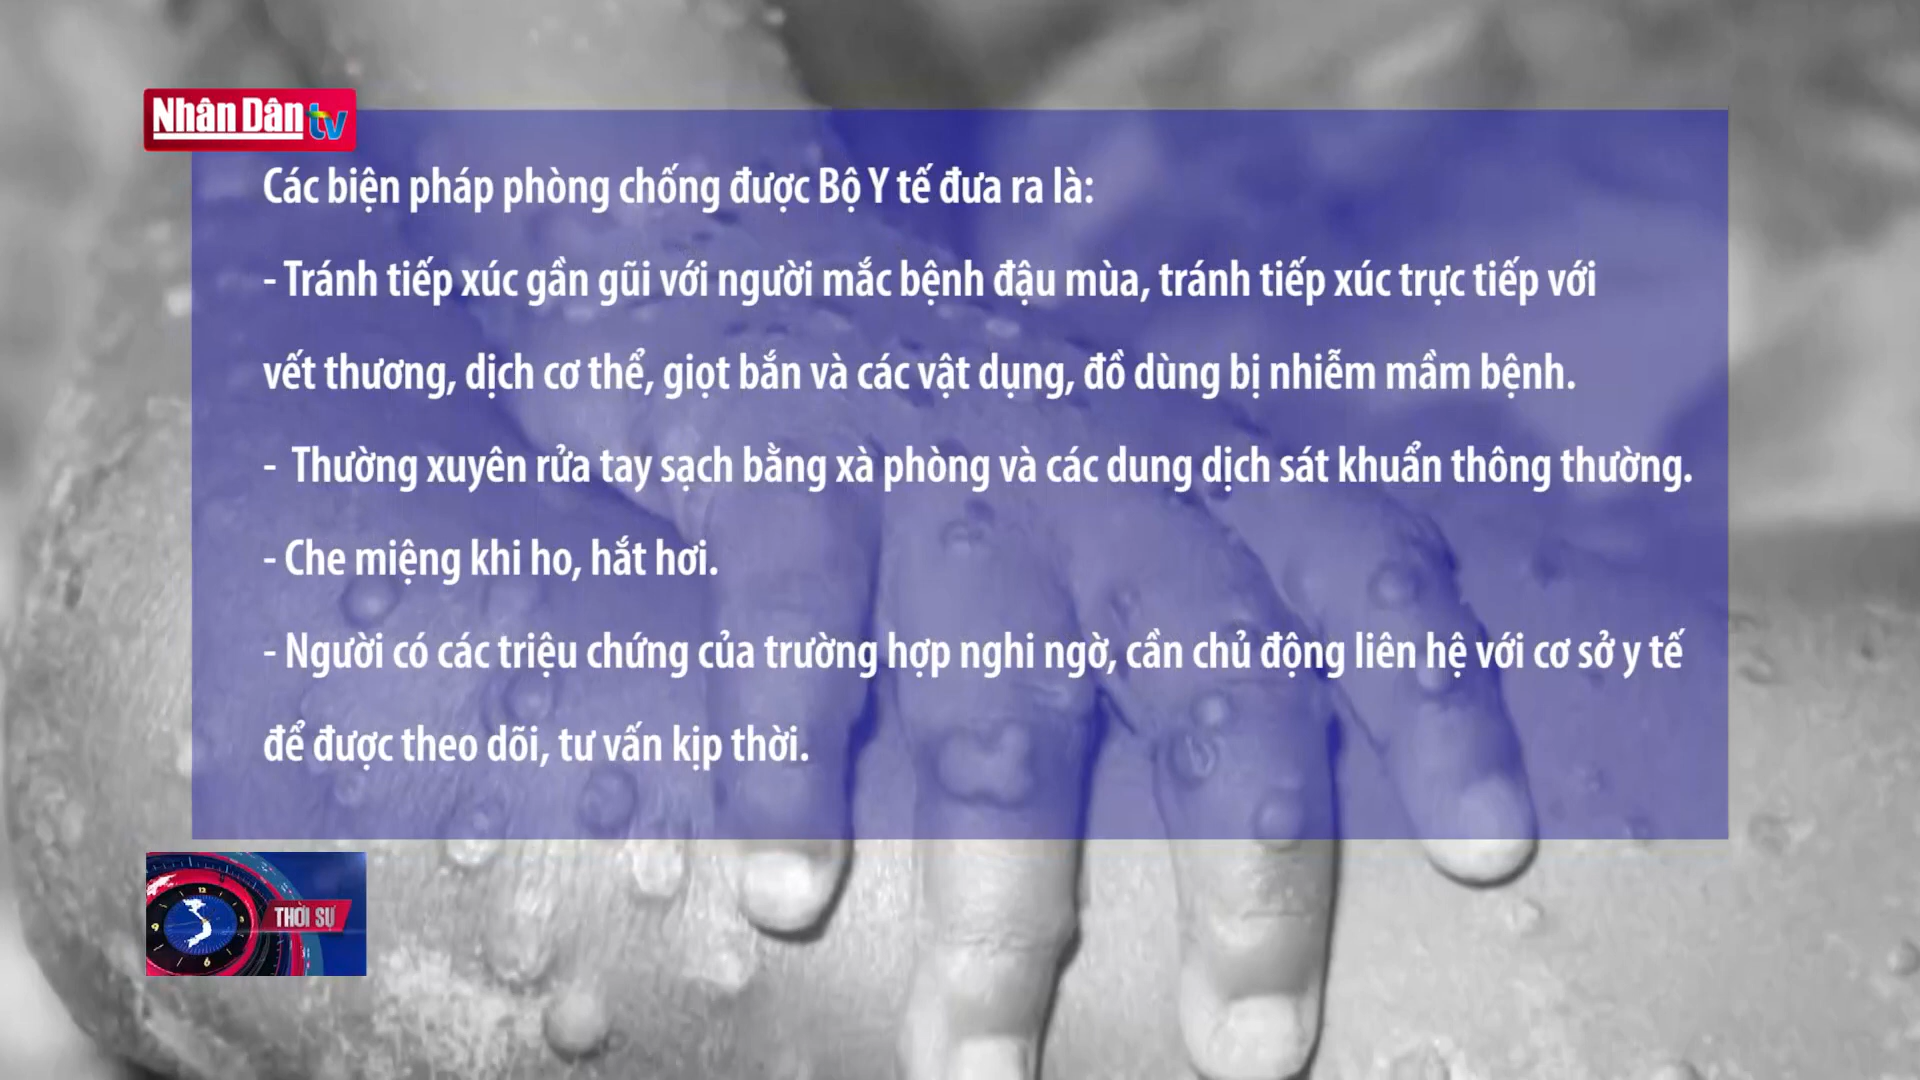 Nhân Dân tv
Các biện pháp phòng chống được Bộ Y tế đưa ra là:
- Tránh tiếp xúc gần gũi với người mắc bệnh đậu mùa, tránh tiếp xúc trực tiếp với
vết thương, dịch cơ thể, giọt bắn và các vật dụng, đồ dùng bị nhiễm mầm bệnh.
- Thường xuyên rửa tay sạch bằng xà phòng và các dung dịch sát khuẩn thông thường.
- Che miệng khi ho, hắt hơi.
- Người có các triệu chứng của trường hợp nghi ngờ, cần chủ động liên hệ với cơ sở y tế
để được theo dõi, tư vấn kịp thời.
12
9
6
THỜI SỰ